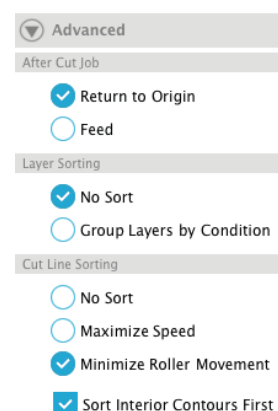 Advanced
After Cut Job
Return to Origin
Feed
Layer Sorting
No Sort
Group Layers by Condition
Cut Line Sorting
No Sort
Maximize Speed
Minimize Roller Movement
Sort Interior Contours First